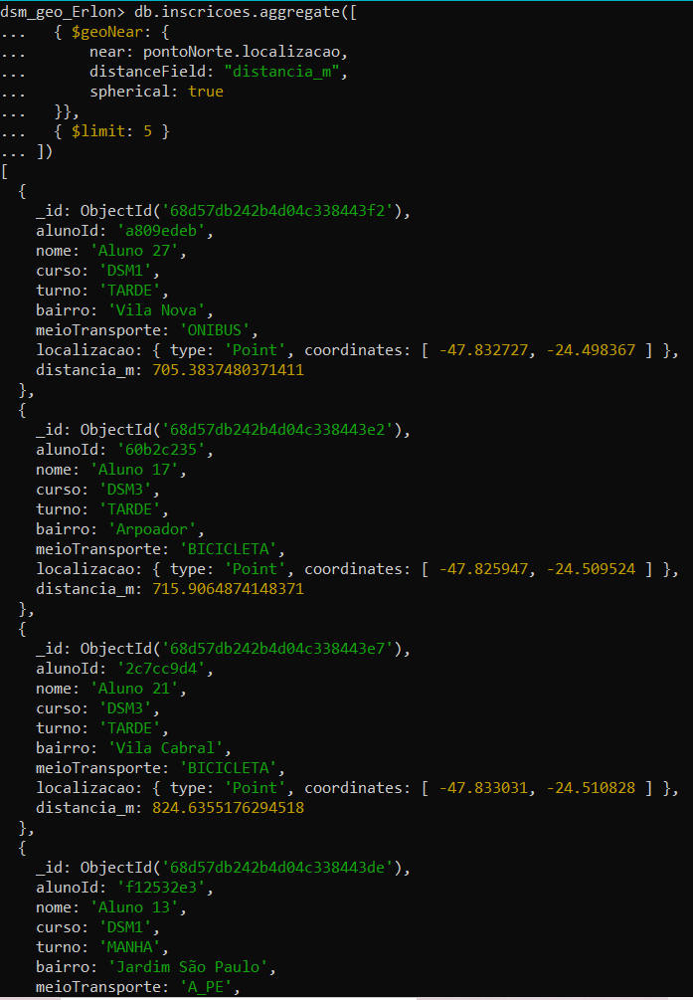 dsm_geo_Erlon> db.inscricoes.aggregate([
...   { $geoNear: {
...       near: pontoNorte.localizacao,
...       distanceField: "distancia_m",
...       spherical: true
...   }},
...   { $limit: 5 }
... ])
[
  {
    _id: ObjectId('68d57db242b4d04c338443f2'),
    alunoId: 'a809edeb',
    nome: 'Aluno 27',
    curso: 'DSM1',
    turno: 'TARDE',
    bairro: 'Vila Nova',
    meioTransporte: 'ONIBUS',
    localizacao: { type: 'Point', coordinates: [ -47.832727, -24.498367 ] },
    distancia_m: 705.3837480371411
  },
  {
    _id: ObjectId('68d57db242b4d04c338443e2'),
    alunoId: '60b2c235',
    nome: 'Aluno 17',
    curso: 'DSM3',
    turno: 'TARDE',
    bairro: 'Arpoador',
    meioTransporte: 'BICICLETA',
    localizacao: { type: 'Point', coordinates: [ -47.825947, -24.509524 ] },
    distancia_m: 715.9064874148371
  },
  {
    _id: ObjectId('68d57db242b4d04c338443e7'),
    alunoId: '2c7cc9d4',
    nome: 'Aluno 21',
    curso: 'DSM3',
    turno: 'TARDE',
    bairro: 'Vila Cabral',
    meioTransporte: 'BICICLETA',
    localizacao: { type: 'Point', coordinates: [ -47.833031, -24.510828 ] },
    distancia_m: 824.6355176294518
  },
  {
    _id: ObjectId('68d57db242b4d04c338443de'),
    alunoId: 'f12532e3',
    nome: 'Aluno 13',
    curso: 'DSM1',
    turno: 'MANHA',
    bairro: 'Jardim São Paulo',
    meioTransporte: 'A_PE',